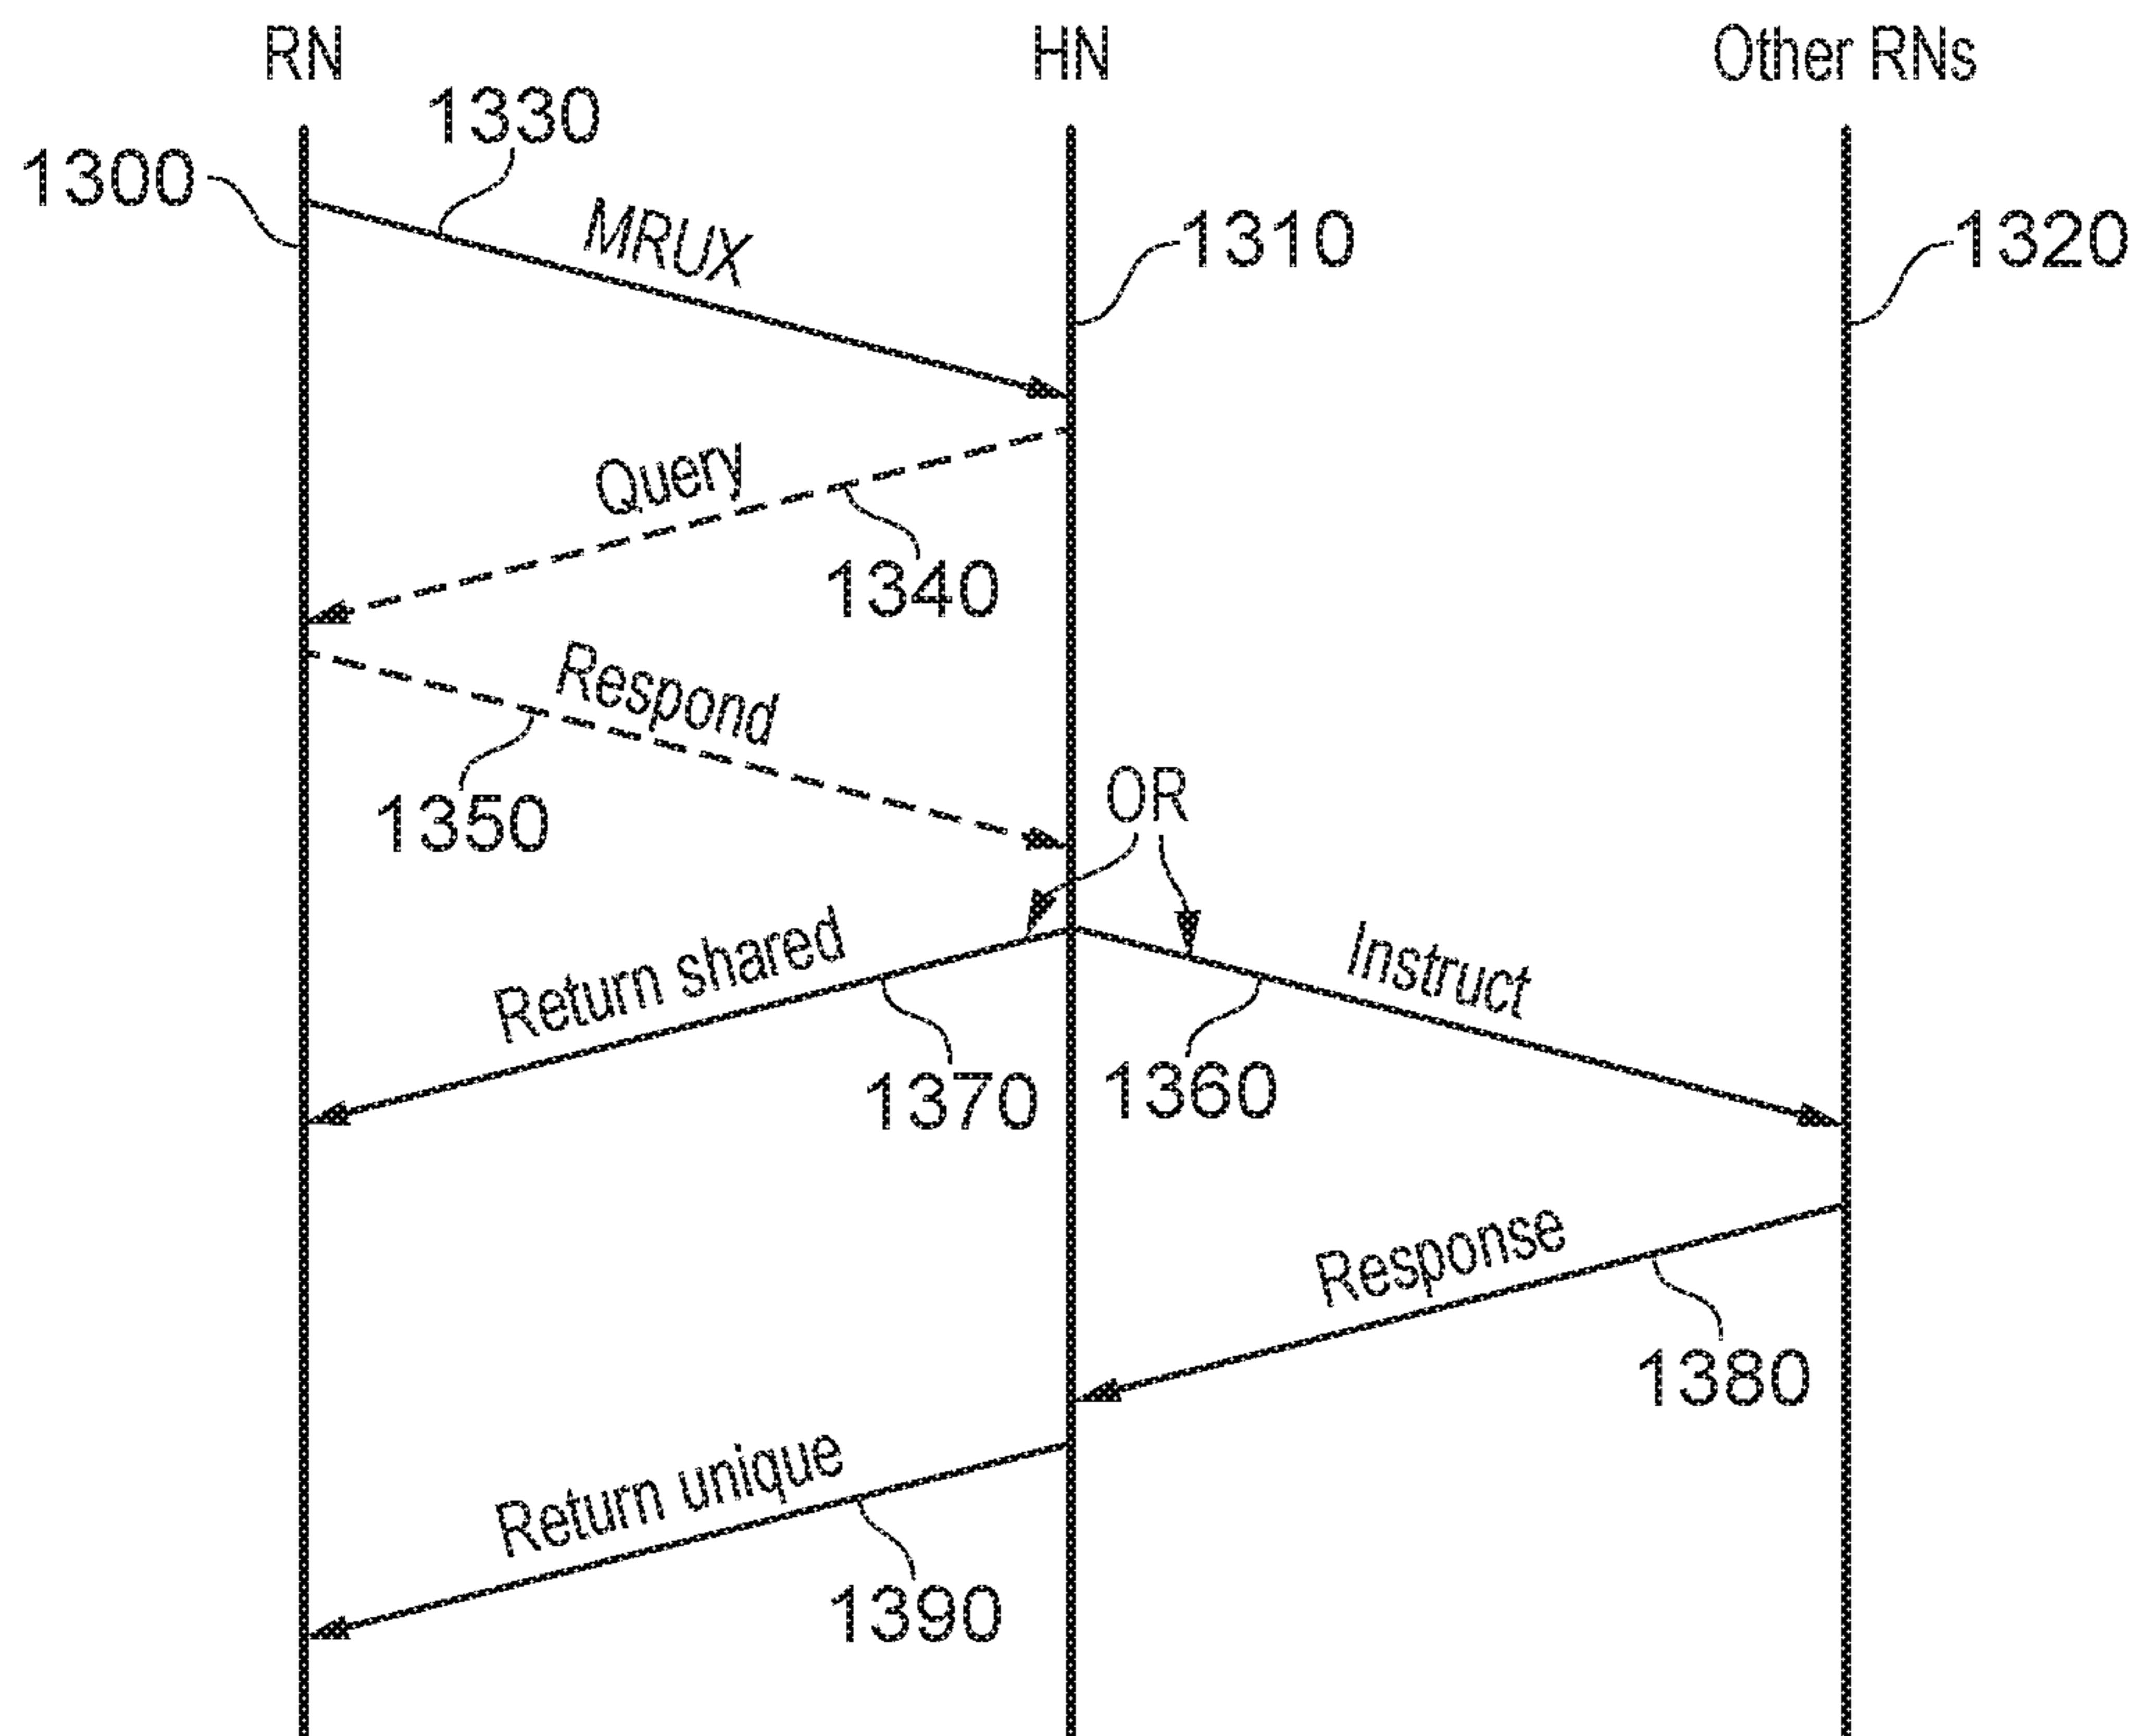 RN HN Other RNs
1330
1300
MRUX
1310
1320
Query
1340
Respond
1350
OR
Return shared
Instruct
1370
1360
Response
1380
Return unique
1390